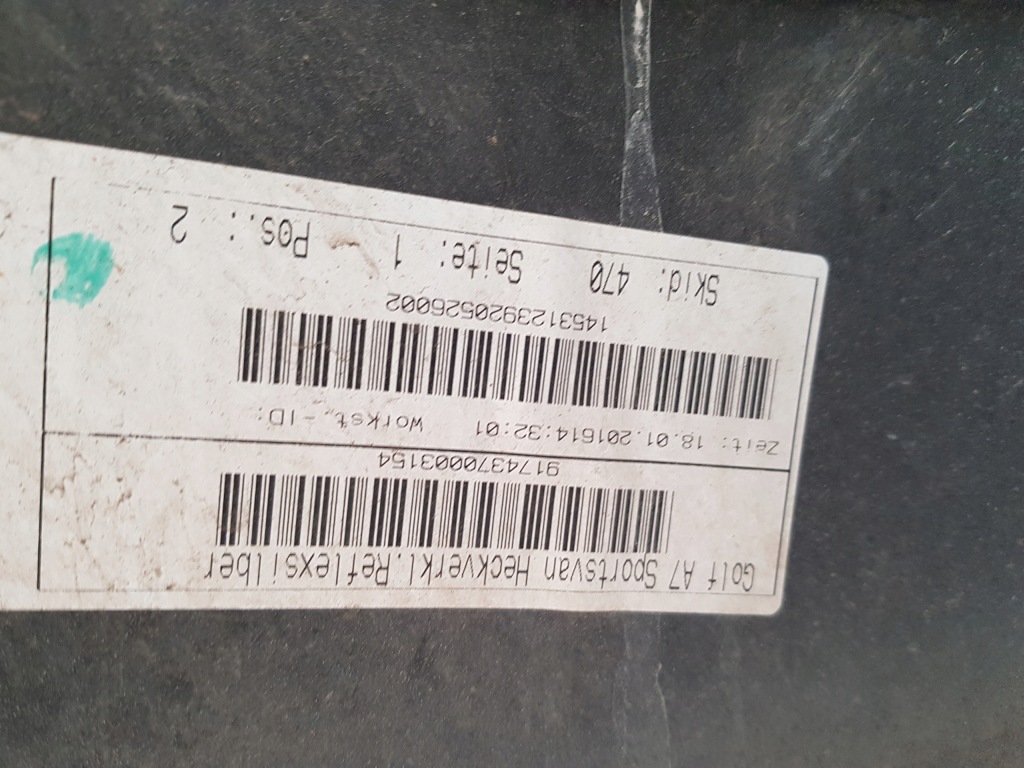 Golf A7 Sportsvan Heckverkl.Reflexsilber
9174370003154
Zeit: 18.01.201614:32:01 Workst.-ID:
1453123920526002
Skid: 470 Seite: 1 Pos.: 2